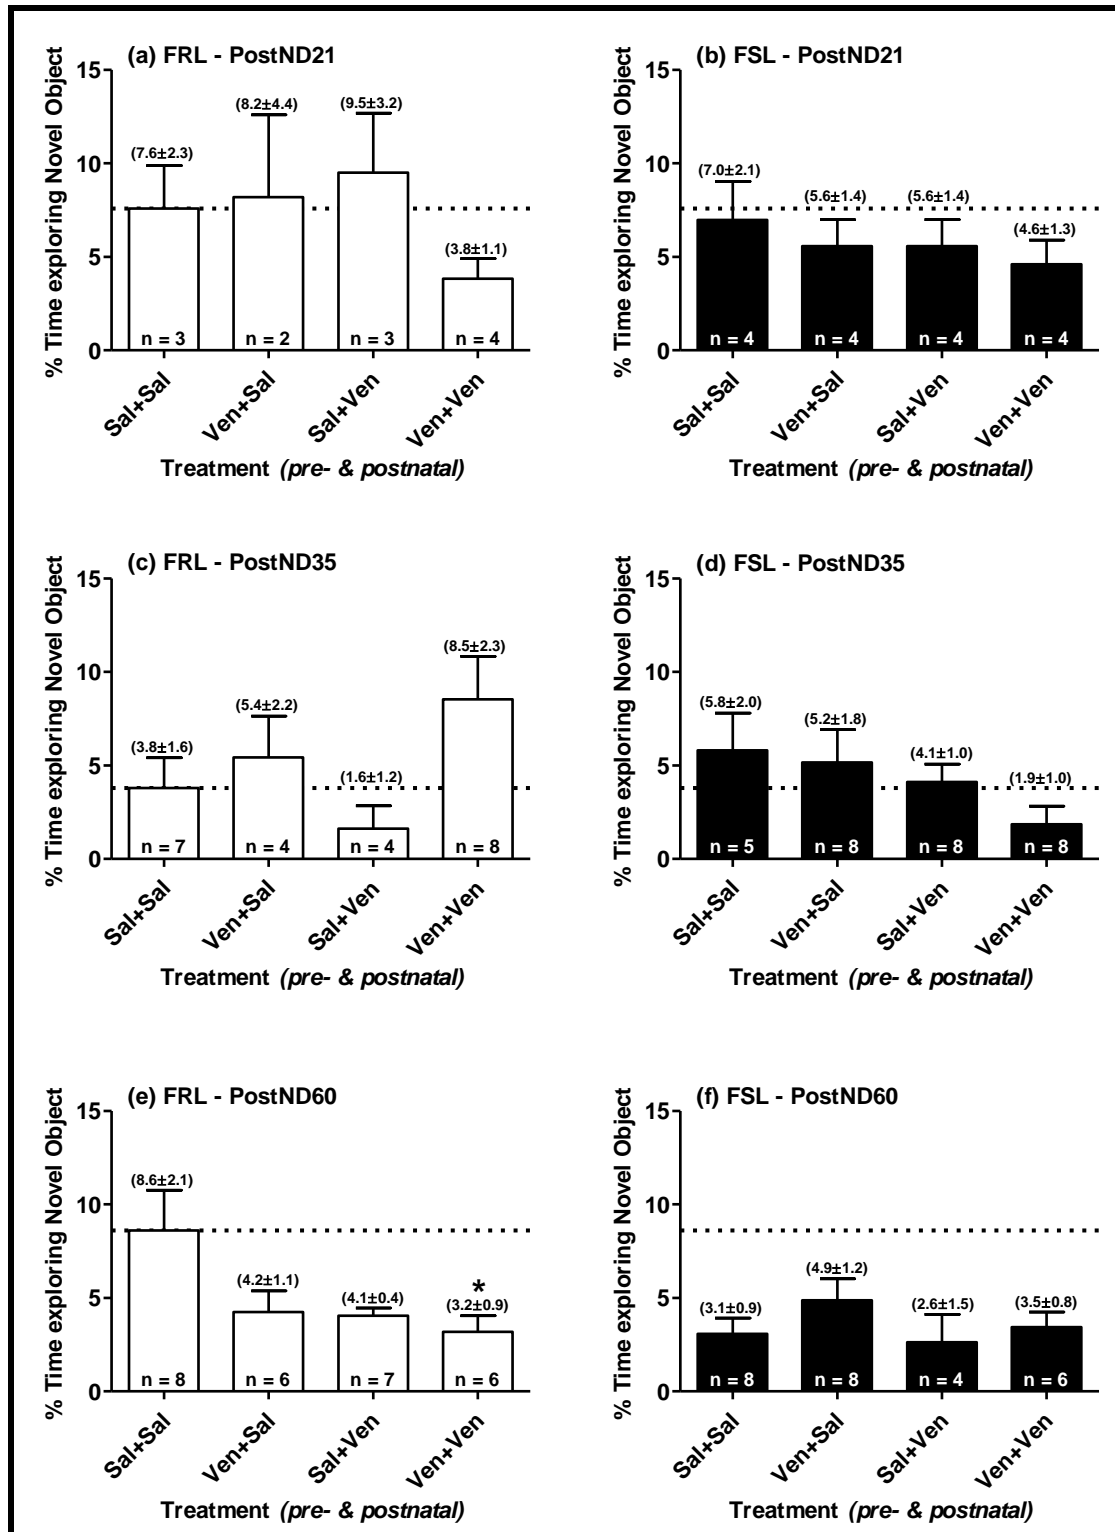 (a) FRL - PostND21
% Time exploring Novel Object
15
10
5
0
(7.6±2.3)
(8.2±4.4)
(9.5±3.2)
(3.8±1.1)
n = 3
n = 2
n = 3
n = 4
Sal+Sal
Ven+Sal
Sal+Ven
Ven+Ven
Treatment (pre- & postnatal)
(b) FSL - PostND21
% Time exploring Novel Object
15
10
5
0
(7.0±2.1)
(5.6±1.4)
(5.6±1.4)
(4.6±1.3)
n = 4
n = 4
n = 4
n = 4
Sal+Sal
Ven+Sal
Sal+Ven
Ven+Ven
Treatment (pre- & postnatal)
(c) FRL - PostND35
% Time exploring Novel Object
15
10
5
0
(3.8±1.6)
(5.4±2.2)
(1.6±1.2)
(8.5±2.3)
n = 7
n = 4
n = 4
n = 8
Sal+Sal
Ven+Sal
Sal+Ven
Ven+Ven
Treatment (pre- & postnatal)
(d) FSL - PostND35
% Time exploring Novel Object
15
10
5
0
(5.8±2.0)
(5.2±1.8)
(4.1±1.0)
(1.9±1.0)
n = 5
n = 8
n = 8
n = 8
Sal+Sal
Ven+Sal
Sal+Ven
Ven+Ven
Treatment (pre- & postnatal)
(e) FRL - PostND60
% Time exploring Novel Object
15
10
5
0
(8.6±2.1)
(4.2±1.1)
(4.1±0.4)
*
(3.2±0.9)
n = 8
n = 6
n = 7
n = 6
Sal+Sal
Ven+Sal
Sal+Ven
Ven+Ven
Treatment (pre- & postnatal)
(f) FSL - PostND60
% Time exploring Novel Object
15
10
5
0
(3.1±0.9)
(4.9±1.2)
(2.6±1.5)
(3.5±0.8)
n = 8
n = 8
n = 4
n = 6
Sal+Sal
Ven+Sal
Sal+Ven
Ven+Ven
Treatment (pre- & postnatal)